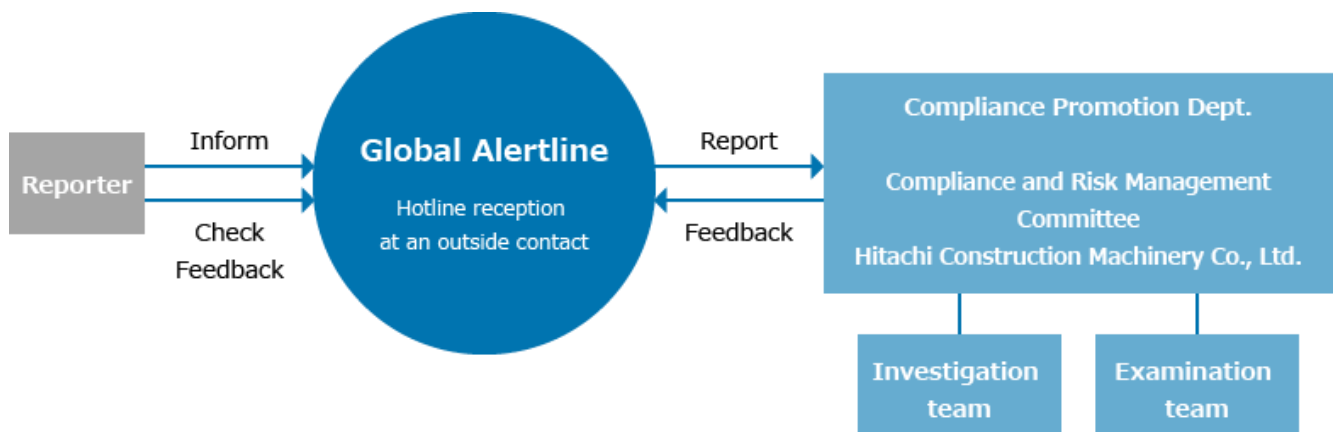 Reporter
Inform
Check
Feedback
Global Alertline
Hotline reception
at an outside contact
Report
Feedback
Compliance Promotion Dept.
Compliance and Risk Management
Committee
Hitachi Construction Machinery Co., Ltd.
Investigation
team
Examination
team